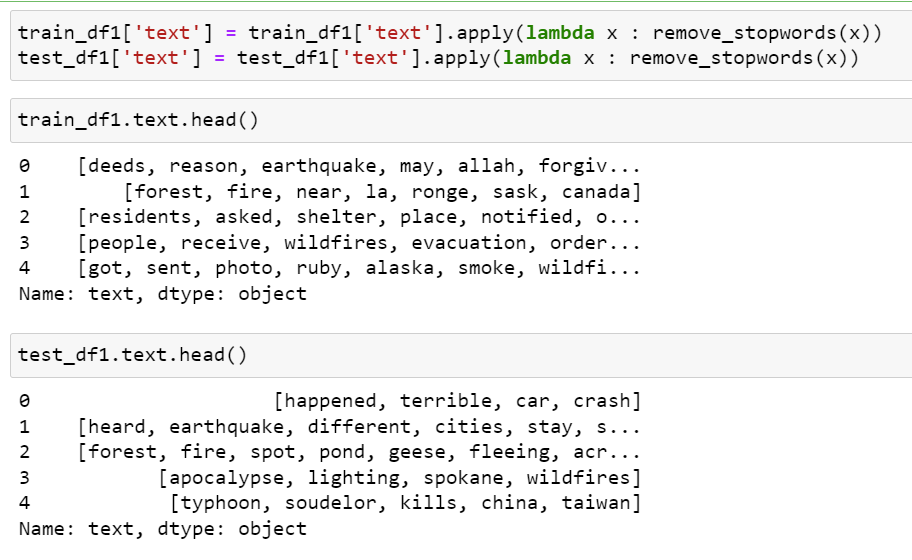 train_df1['text'] = train_df1['text'].apply(lambda x : remove_stopwords(x))
test_df1['text'] = test_df1['text'].apply(lambda x : remove_stopwords(x))
train_df1.text.head()
0    [deeds, reason, earthquake, may, allah, forgiv...
1        [forest, fire, near, la, ronge, sask, canada]
2    [residents, asked, shelter, place, notified, o...
3    [people, receive, wildfires, evacuation, order...
4    [got, sent, photo, ruby, alaska, smoke, wildfi...
Name: text, dtype: object
test_df1.text.head()
0                     [happened, terrible, car, crash]
1    [heard, earthquake, different, cities, stay, s...
2    [forest, fire, spot, pond, geese, fleeing, acr...
3           [apocalypse, lighting, spokane, wildfires]
4            [typhoon, soudelor, kills, china, taiwan]
Name: text, dtype: object